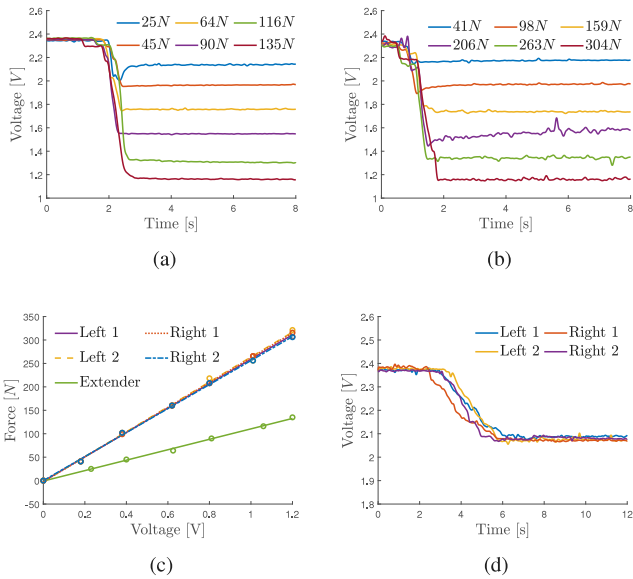 2.6
2.4
2.2
2
1.8
1.6
1.4
1.2
1
Voltage [V]
25N 64N 116N
45N 90N 135N
0 2 4 6 8
Time [s]
(a)
2.6
2.4
2.2
2
1.8
1.6
1.4
1.2
1
Voltage [V]
41N 98N 159N
206N 263N 304N
0 2 4 6 8
Time [s]
(b)
350
300
250
200
150
100
50
0
-50
Force [N]
Left 1 Right 1
Left 2 Right 2
Extender
0 0.2 0.4 0.6 0.8 1 1.2
Voltage [V]
(c)
2.6
2.5
2.4
2.3
2.2
2.1
2
1.9
1.8
Voltage [V]
Left 1 Right 1
Left 2 Right 2
0 2 4 6 8 10 12
Time [s]
(d)